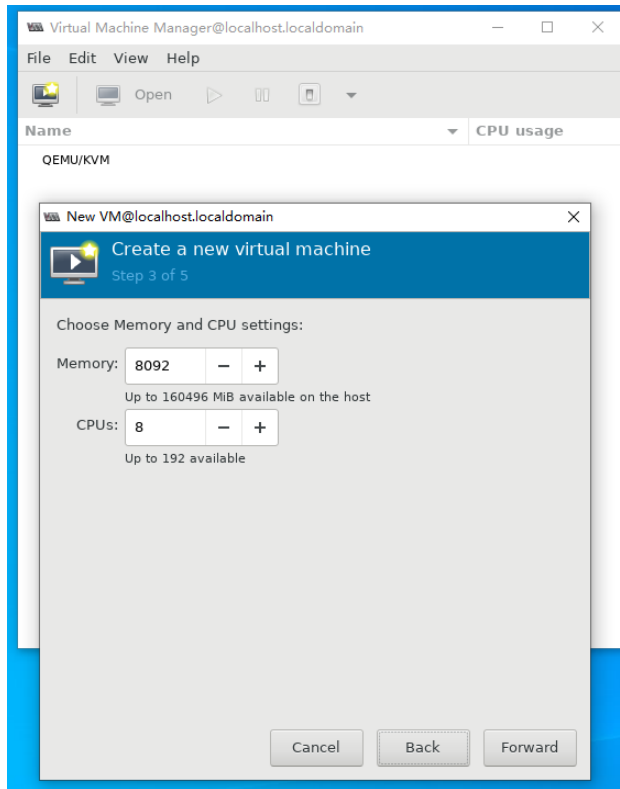 Virtual Machine Manager@localhost.localdomain
File Edit View Help
Open
Name CPU usage
QEMU/KVM
New VM@localhost.localdomain
Create a new virtual machine
Step 3 of 5
Choose Memory and CPU settings:
Memory: 8092 − +
Up to 160496 MiB available on the host
CPUs: 8 − +
Up to 192 available
Cancel Back Forward